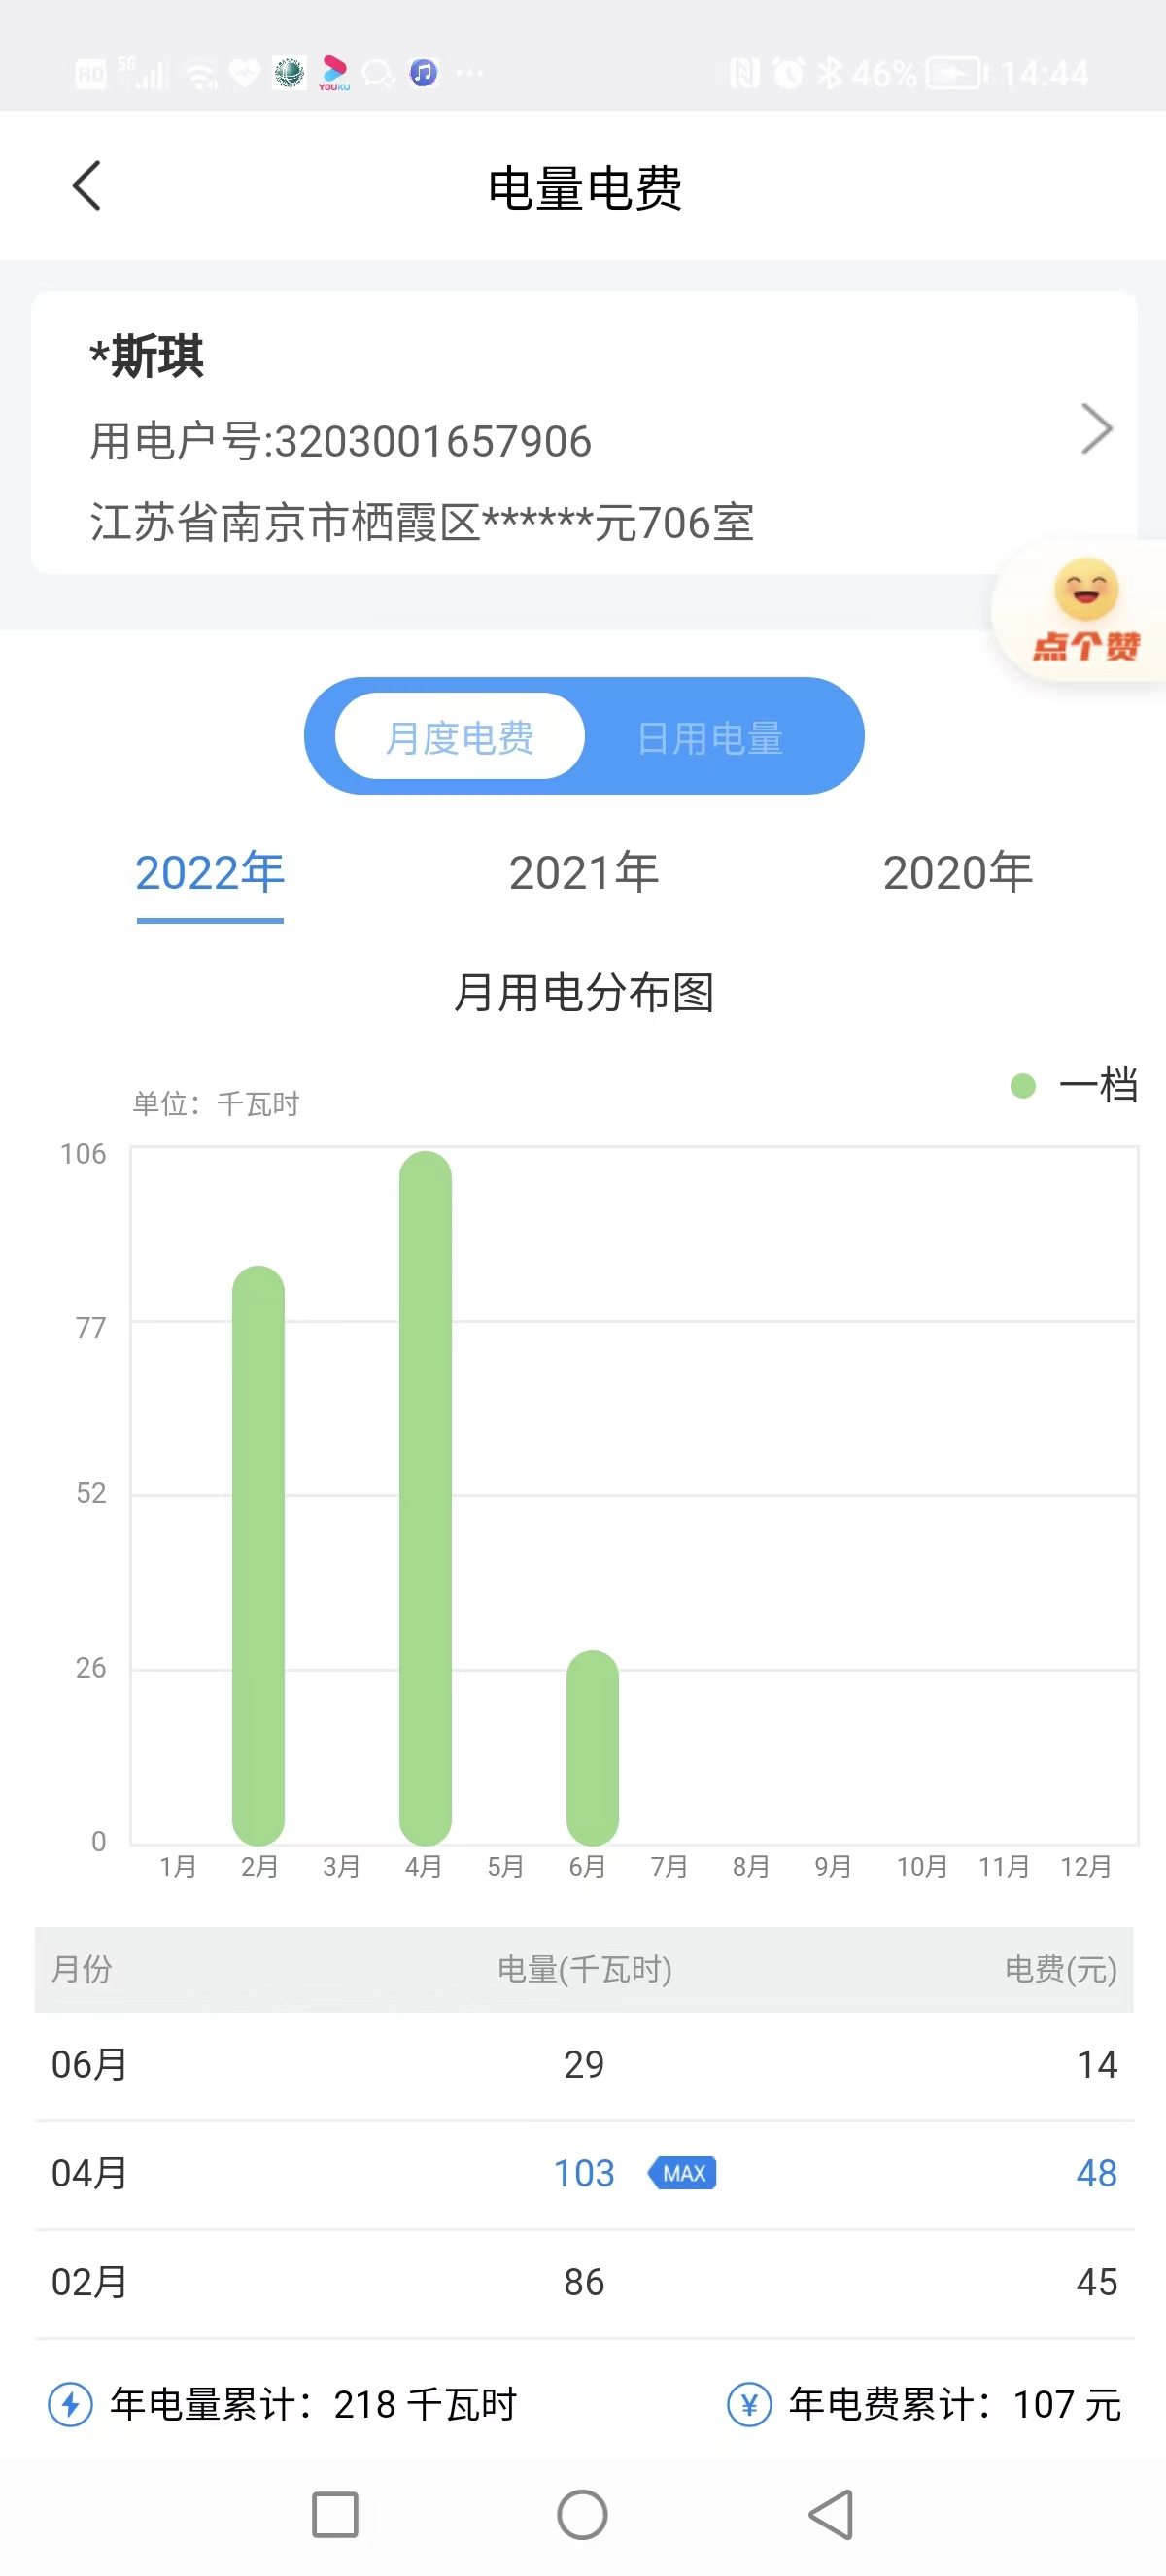 HD 5G YOUKU ... 46% 14:44
电量电费
*斯琪
用电户号:3203001657906
江苏省南京市栖霞区******元706室
点个赞
月度电费 日用电量
2022年 2021年 2020年
月用电分布图
一档
单位：千瓦时
106
77
52
26
0
1月 2月 3月 4月 5月 6月 7月 8月 9月 10月 11月 12月
月份 电量(千瓦时) 电费(元)
06月 29 14
04月 103 MAX 48
02月 86 45
年电量累计：218 千瓦时 ¥ 年电费累计：107 元